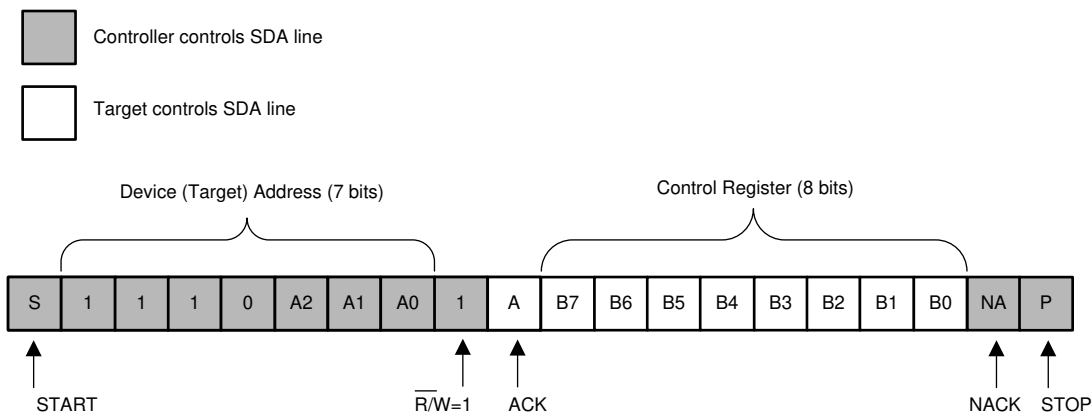 Controller controls SDA line
Target controls SDA line
Device (Target) Address (7 bits)
Control Register (8 bits)
S 1 1 1 0 A2 A1 A0 1 A B7 B6 B5 B4 B3 B2 B1 B0 NA P
START
R/W=1
ACK
NACK
STOP